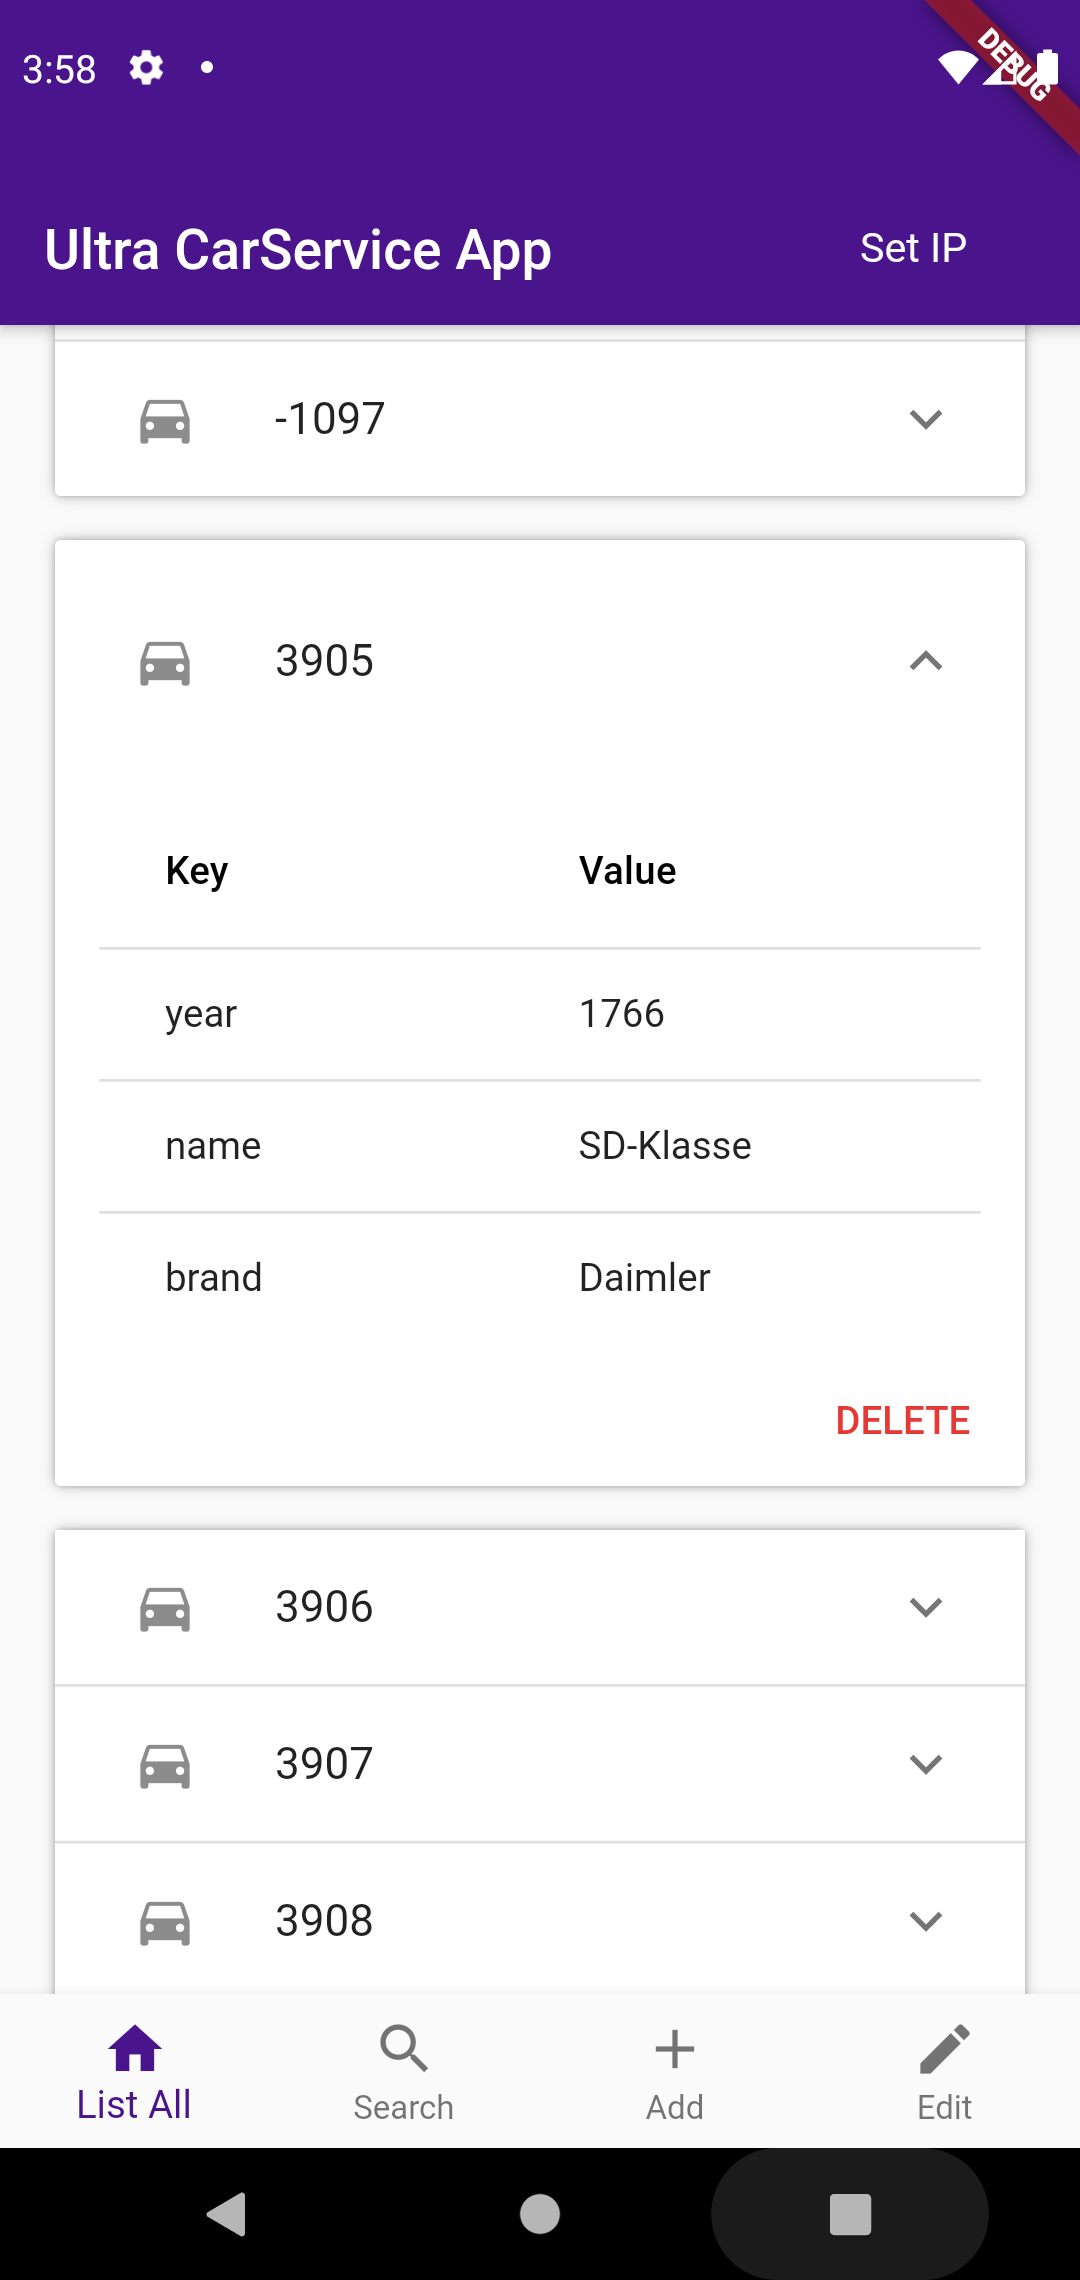 3:58
DEBUG
Ultra CarService App
Set IP
-1097
3905
Key Value
year 1766
name SD-Klasse
brand Daimler
DELETE
3906
3907
3908
List All Search Add Edit